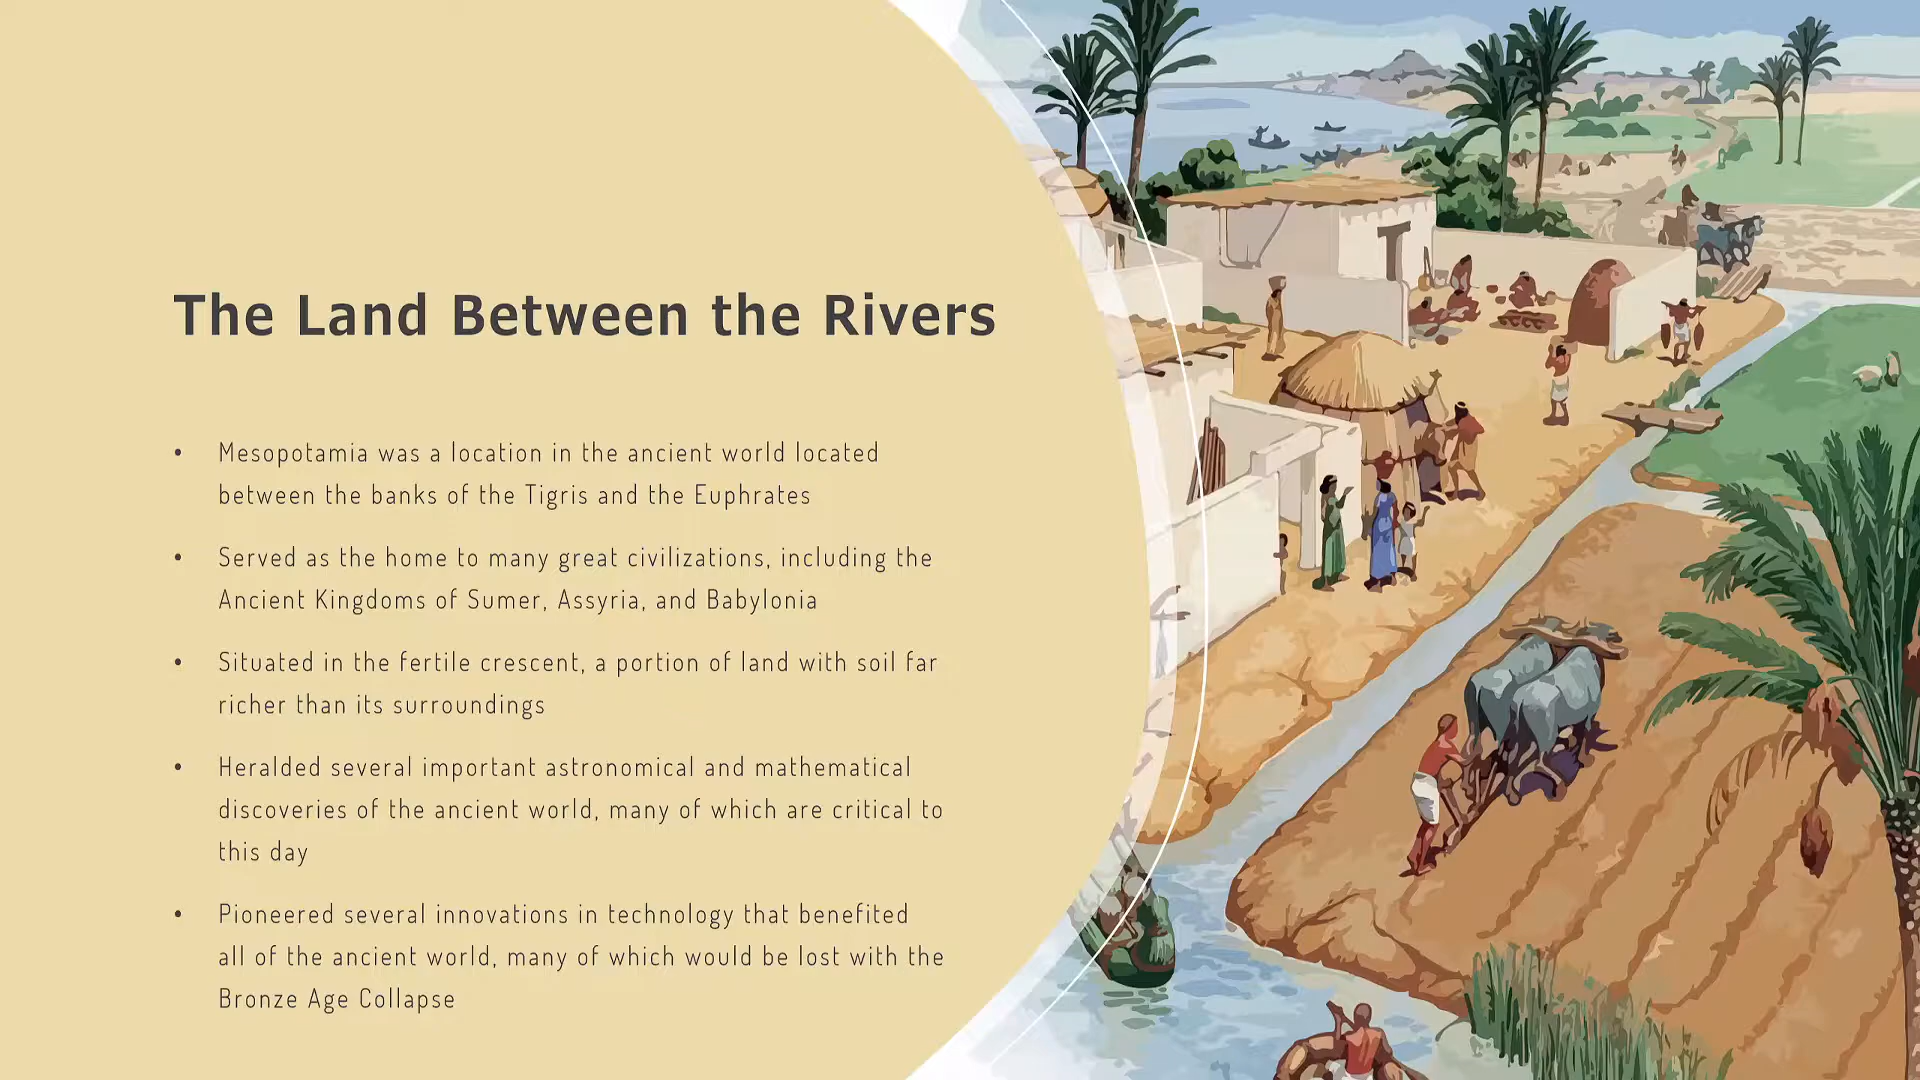 The Land Between the Rivers
• Mesopotamia was a location in the ancient world located
between the banks of the Tigris and the Euphrates
• Served as the home to many great civilizations, including the
Ancient Kingdoms of Sumer, Assyria, and Babylonia
• Situated in the fertile crescent, a portion of land with soil far
richer than its surroundings
• Heralded several important astronomical and mathematical
discoveries of the ancient world, many of which are critical to
this day
• Pioneered several innovations in technology that benefited
all of the ancient world, many of which would be lost with the
Bronze Age Collapse